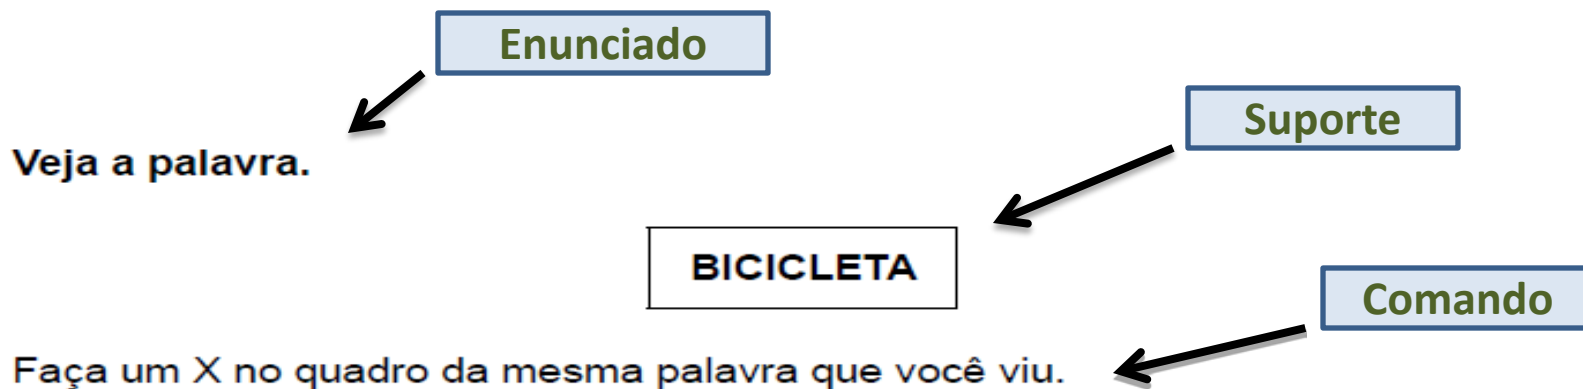 Enunciado
Suporte
Veja a palavra.
BICICLETA
Comando
Faça um X no quadro da mesma palavra que você viu.